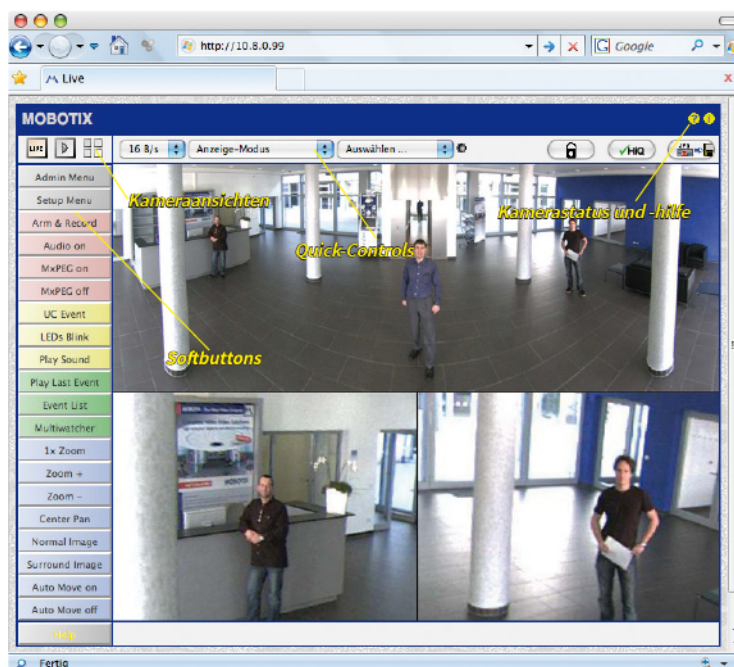 http://10.8.0.99
Google
Live
MOBOTIX
? i
LIVE
16 B/s
Anzeige-Modus
Auswählen ...
HiQ
Admin Menu
Setup Menu
Arm & Record
Audio on
MxPEG on
MxPEG off
UC Event
LEDs Blink
Play Sound
Play Last Event
Event List
Multiwatcher
1x Zoom
Zoom +
Zoom -
Center Pan
Normal Image
Surround Image
Auto Move on
Auto Move off
Help
Kameraansichten
Quick-Controls
Kamerastatus und -hilfe
Softbuttons
MOBOTIX
MOBOTIX
Fertig